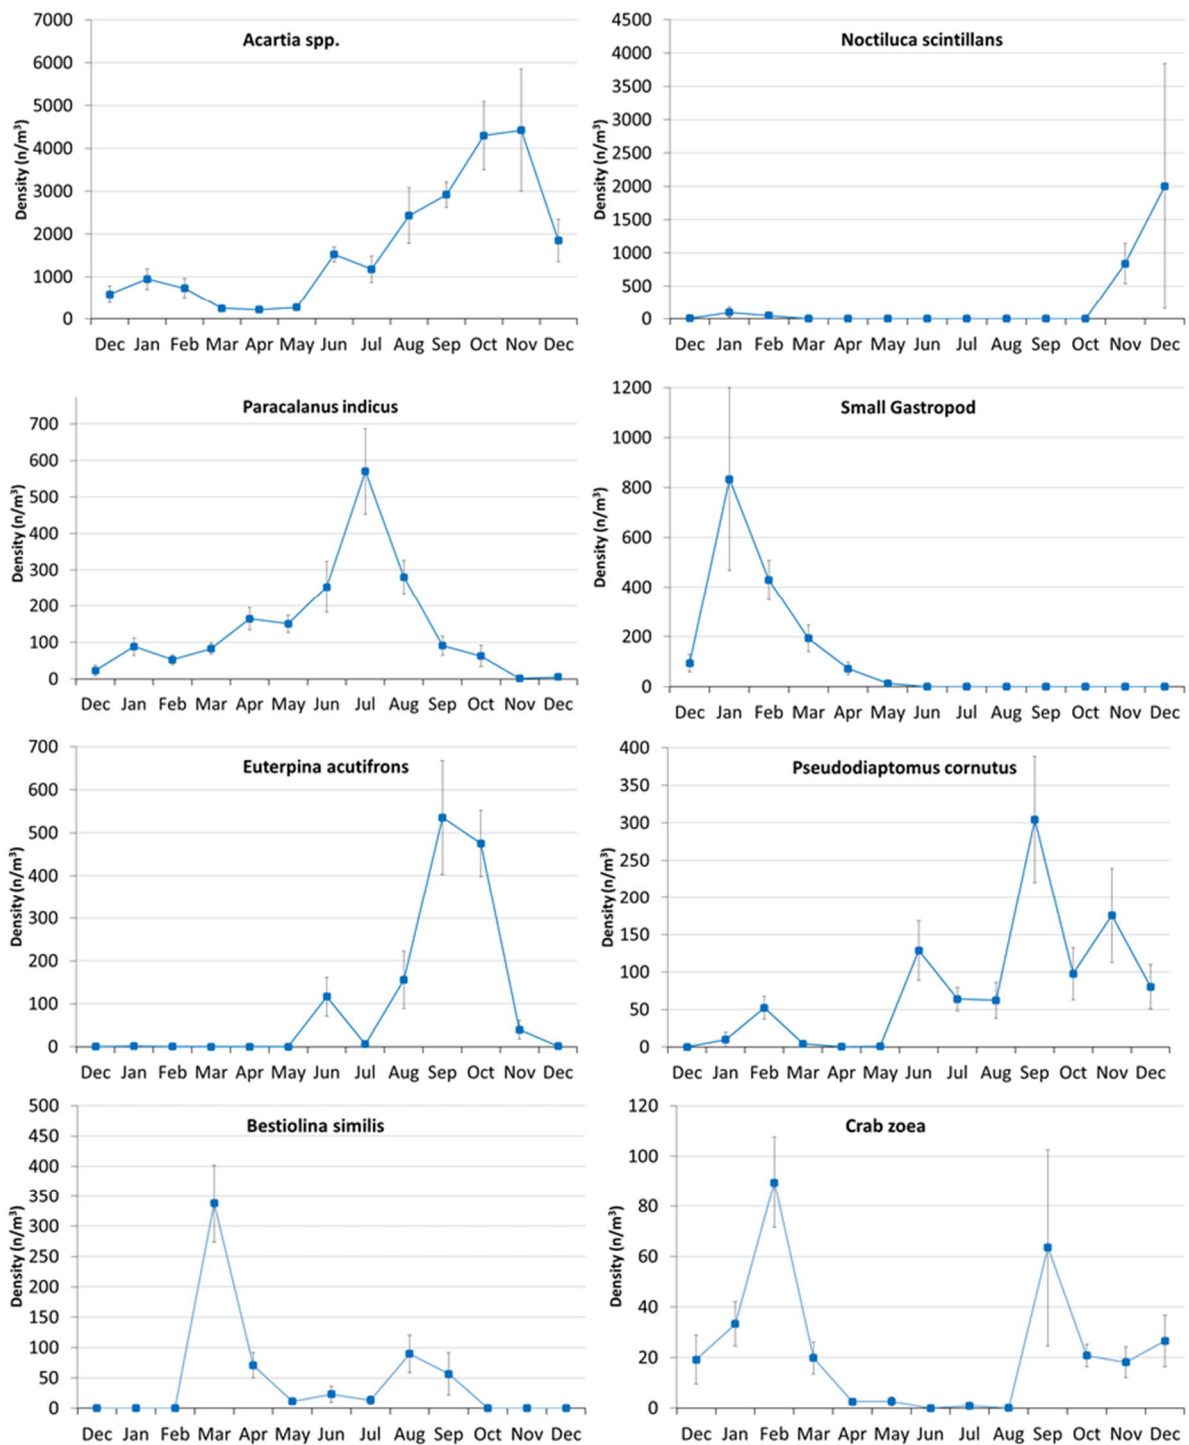 Acartia spp.
Density (n/m³)
7000
6000
5000
4000
3000
2000
1000
0
Dec Jan Feb Mar Apr May Jun Jul Aug Sep Oct Nov Dec
Noctiluca scintillans
Density (n/m³)
4500
4000
3500
3000
2500
2000
1500
1000
500
0
Dec Jan Feb Mar Apr May Jun Jul Aug Sep Oct Nov Dec
Paracalanus indicus
Density (n/m³)
700
600
500
400
300
200
100
0
Dec Jan Feb Mar Apr May Jun Jul Aug Sep Oct Nov Dec
Small Gastropod
Density (n/m³)
1200
1000
800
600
400
200
0
Dec Jan Feb Mar Apr May Jun Jul Aug Sep Oct Nov Dec
Euterpina acutifrons
Density (n/m³)
700
600
500
400
300
200
100
0
Dec Jan Feb Mar Apr May Jun Jul Aug Sep Oct Nov Dec
Pseudodiaptomus cornutus
Density (n/m³)
400
350
300
250
200
150
100
50
0
Dec Jan Feb Mar Apr May Jun Jul Aug Sep Oct Nov Dec
Bestiolina similis
Density (n/m³)
500
450
400
350
300
250
200
150
100
50
0
Dec Jan Feb Mar Apr May Jun Jul Aug Sep Oct Nov Dec
Crab zoea
Density (n/m³)
120
100
80
60
40
20
0
Dec Jan Feb Mar Apr May Jun Jul Aug Sep Oct Nov Dec